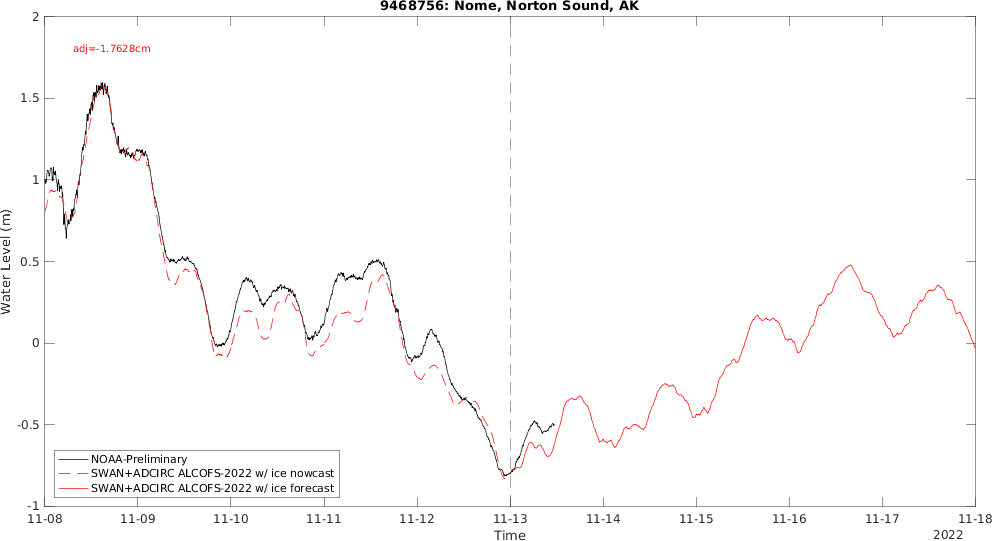 9468756: Nome, Norton Sound, AK
adj=-1.7628cm
Water Level (m)
2
1.5
1
0.5
0
-0.5
-1
NOAA-Preliminary
SWAN+ADCIRC ALCOFS-2022 w/ ice nowcast
SWAN+ADCIRC ALCOFS-2022 w/ ice forecast
11-08 11-09 11-10 11-11 11-12 11-13 11-14 11-15 11-16 11-17 11-18
Time
2022